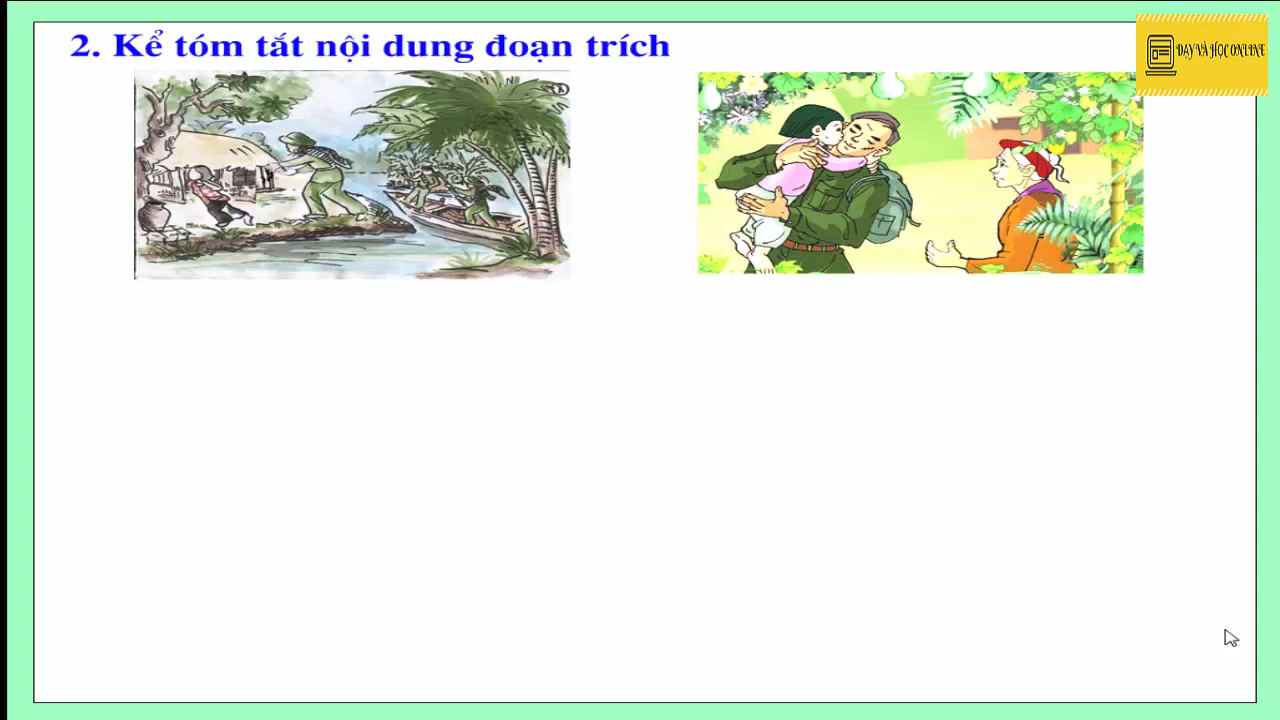 2. Kể tóm tắt nội dung đoạn trích
DẠY VÀ HỌC ONLINE